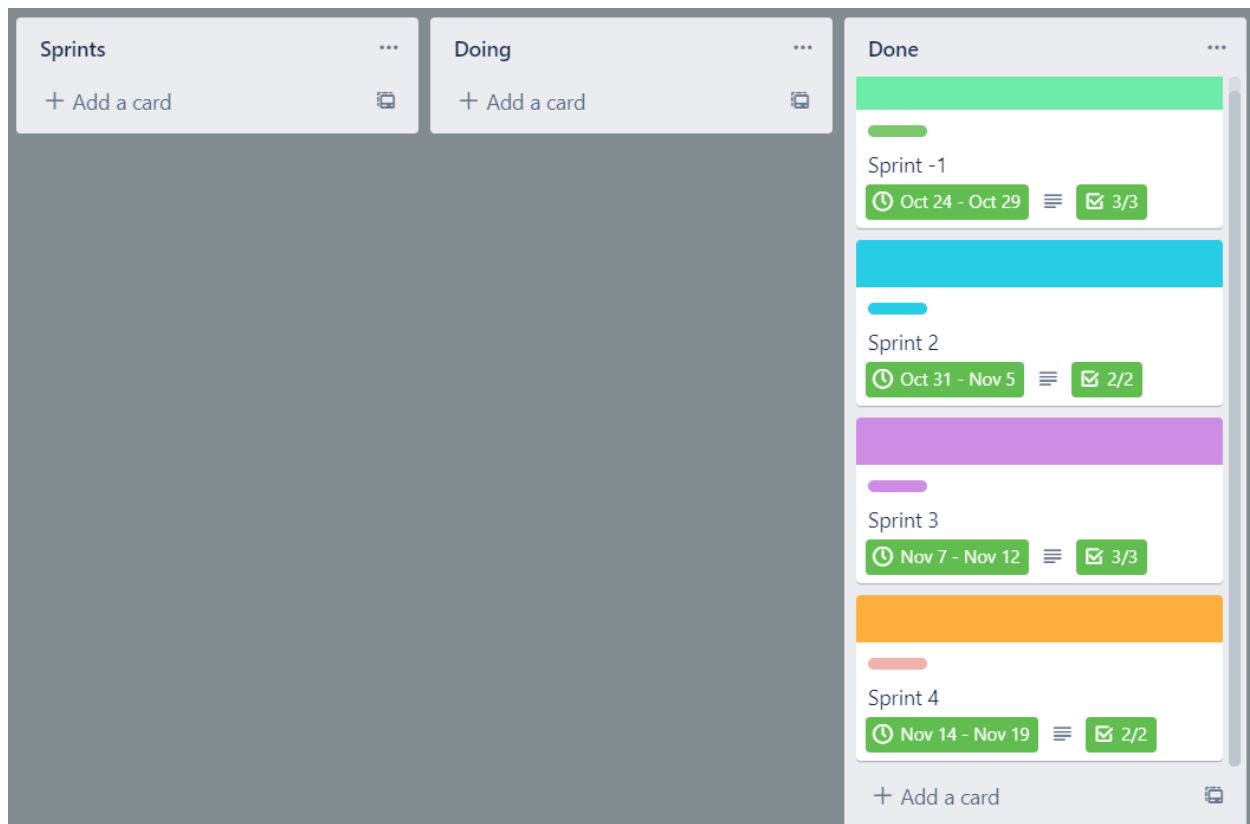 Sprints
+ Add a card
Doing
+ Add a card
Done
Sprint -1
Oct 24 - Oct 29 3/3
Sprint 2
Oct 31 - Nov 5 2/2
Sprint 3
Nov 7 - Nov 12 3/3
Sprint 4
Nov 14 - Nov 19 2/2
+ Add a card